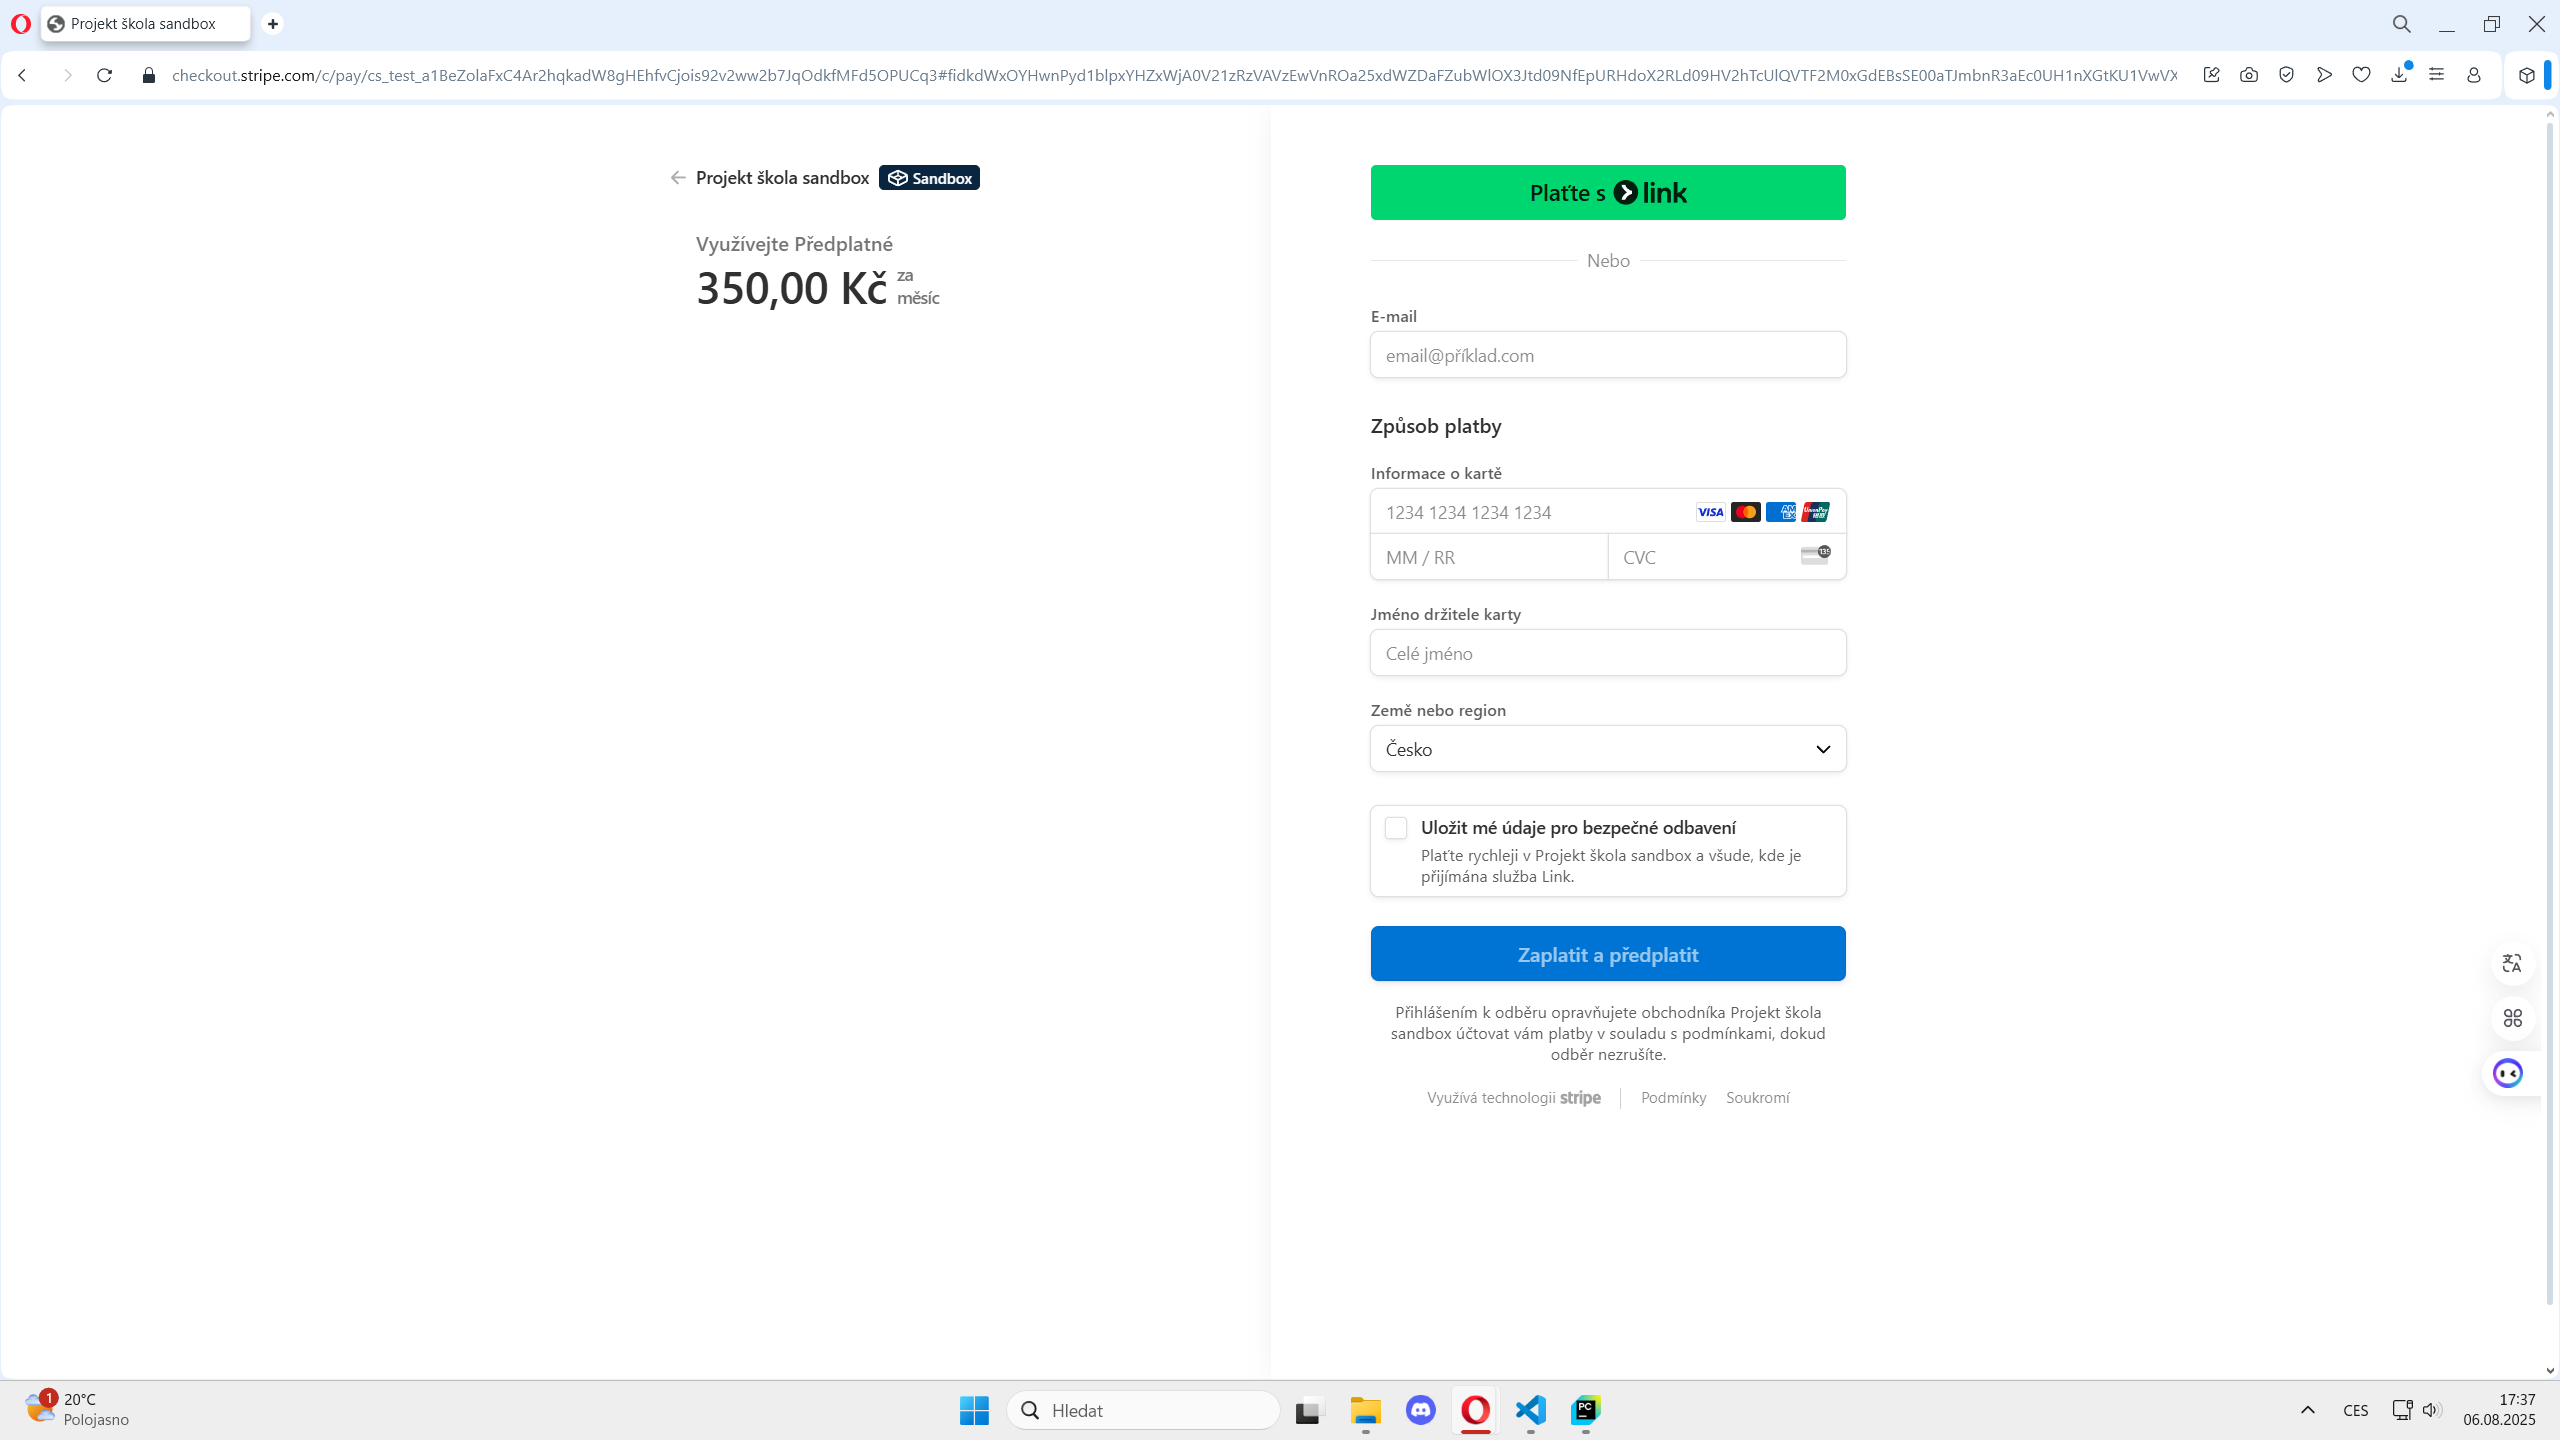 Projekt škola sandbox
checkout.stripe.com/c/pay/cs_test_a1BeZolaFxC4Ar2hqkadW8gHEhfvCjois92v2ww2b7JqOdkfMFd5OPUCq3#fidkdWxOYHwnPyd1blpxYHZxWjA0V21zRzVAVzEwVnROa25xdWZDaFZubWlOX3Jtd09NfEpURHdoX2RLd09HV2hTcUlQVTF2M0xGdEBsSE00aTJmbnR3aEc0UH1nXGtKU1VwVX
Projekt škola sandbox Sandbox
Využívejte Předplatné
350,00 Kč za měsíc
Plaťte s link
Nebo
E-mail
email@příklad.com
Způsob platby
Informace o kartě
1234 1234 1234 1234 VISA AMEX UnionPay
MM / RR CVC 135
Jméno držitele karty
Celé jméno
Země nebo region
Česko
Uložit mé údaje pro bezpečné odbavení
Plaťte rychleji v Projekt škola sandbox a všude, kde je
přijímána služba Link.
Zaplatit a předplatit
Přihlášením k odběru opravňujete obchodníka Projekt škola
sandbox účtovat vám platby v souladu s podmínkami, dokud
odběr nezrušíte.
Využívá technologii stripe Podmínky Soukromí
1 20°C
Polojasno
Hledat
PC
CES
17:37
06.08.2025